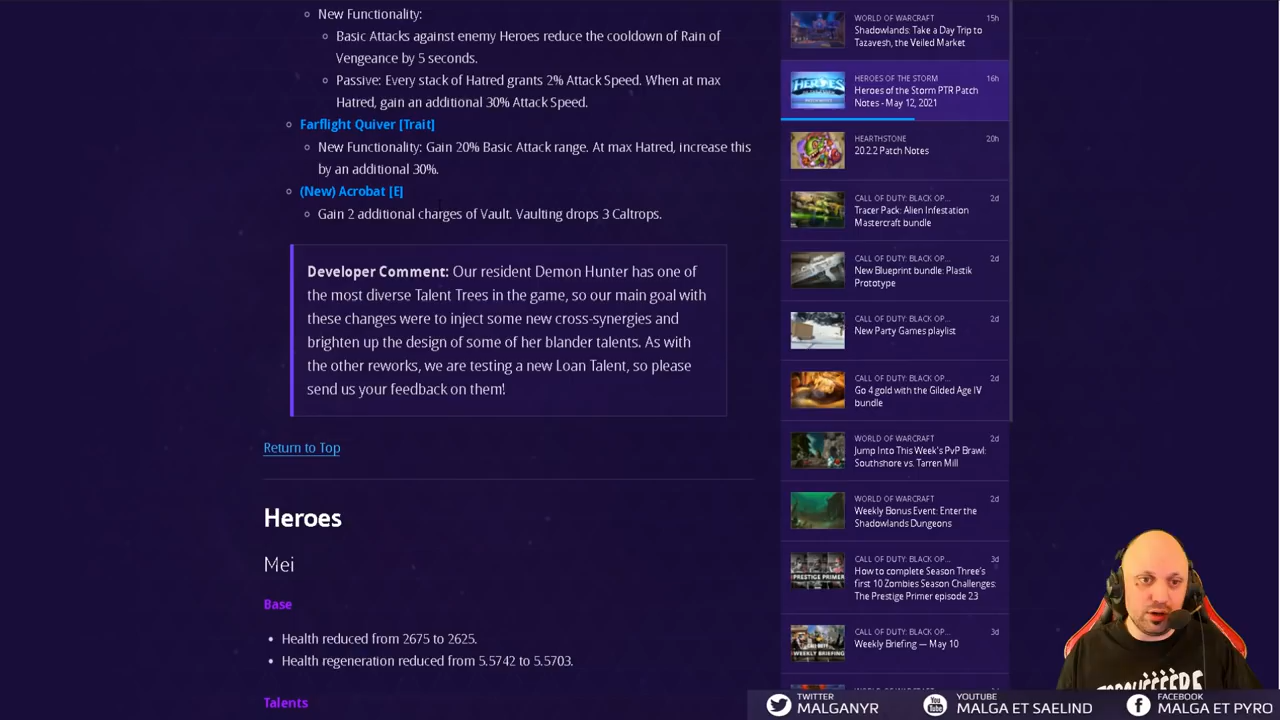 New Functionality:
Basic Attacks against enemy Heroes reduce the cooldown of Rain of
Vengeance by 5 seconds.
Passive: Every stack of Hatred grants 2% Attack Speed. When at max
Hatred, gain an additional 30% Attack Speed.
Farflight Quiver [Trait]
New Functionality: Gain 20% Basic Attack range. At max Hatred, increase this
by an additional 30%.
(New) Acrobat [E]
Gain 2 additional charges of Vault. Vaulting drops 3 Caltrops.
Developer Comment: Our resident Demon Hunter has one of
the most diverse Talent Trees in the game, so our main goal with
these changes were to inject some new cross-synergies and
brighten up the design of some of her blander talents. As with
the other reworks, we are testing a new Loan Talent, so please
send us your feedback on them!
Return to Top
Heroes
Mei
Base
• Health reduced from 2675 to 2625.
• Health regeneration reduced from 5.5742 to 5.5703.
Talents
WORLD OF WARCRAFT 15h
Shadowlands: Take a Day Trip to
Tazavesh, the Veiled Market
HEROES OF THE STORM 16h
Heroes of the Storm PTR Patch
Notes - May 12, 2021
HEARTHSTONE 20h
20.2.2 Patch Notes
CALL OF DUTY: BLACK OP... 2d
Tracer Pack: Alien Infestation
Mastercraft bundle
CALL OF DUTY: BLACK OP... 2d
New Blueprint bundle: Plastik
Prototype
CALL OF DUTY: BLACK OP... 2d
New Party Games playlist
CALL OF DUTY: BLACK OP... 2d
Go 4 gold with the Gilded Age IV
bundle
WORLD OF WARCRAFT 2d
Jump Into This Week's PvP Brawl:
Southshore vs. Tarren Mill
WORLD OF WARCRAFT 2d
Weekly Bonus Event: Enter the
Shadowlands Dungeons
PRESTIGE PRIMER
CALL OF DUTY: BLACK OP... 3d
How to complete Season Three's
first 10 Zombies Season Challenges:
The Prestige Primer episode 23
WEEKLY BRIEFING
CALL OF DUTY: BLACK OP... 3d
Weekly Briefing — May 10
TWITTER
MALGANYR
YOUTUBE
MALGA ET SAELIND
FACEBOOK
MALGA ET PYRO